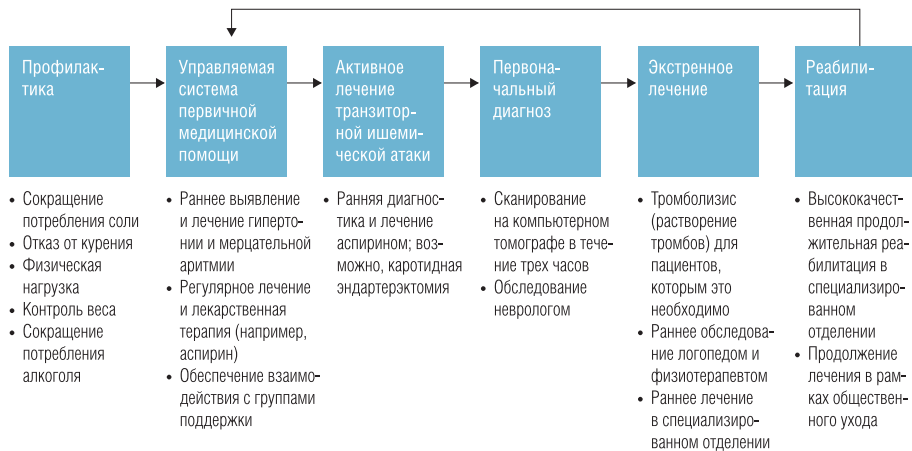 Профилак-
тика
Управляемая
система
первичной
медицинской
помощи
Активное
лечение
транзитор-
ной ишеми-
ческой атаки
Первона-
чальный
диагноз
Экстренное
лечение
Реабили-
тация
• Сокращение
потребления соли
• Отказ от курения
• Физическая
нагрузка
• Контроль веса
• Сокращение
потребления
алкоголя
• Раннее выявление
и лечение гиперто-
нии и мерцательной
аритмии
• Регулярное лечение
и лекарственная
терапия (например,
аспирин)
• Обеспечение взаимо-
действия с группами
поддержки
• Ранняя диагнос-
тика и лечение
аспирином; воз-
можно, каротидная
эндартерэктомия
• Сканирование
на компьютерном
томографе в тече-
ние трех часов
• Обследование
неврологом
• Тромболизис
(растворение
тромбов) для
пациентов,
которым это
необходимо
• Раннее обследова-
ние логопедом и
физиотерапевтом
• Раннее лечение
в специализиро-
ванном отделении
• Высококачест-
венная продол-
жительная реа-
билитация в
специализиро-
ванном
отделении
• Продолжение
лечения в рам-
ках обществен-
ного ухода